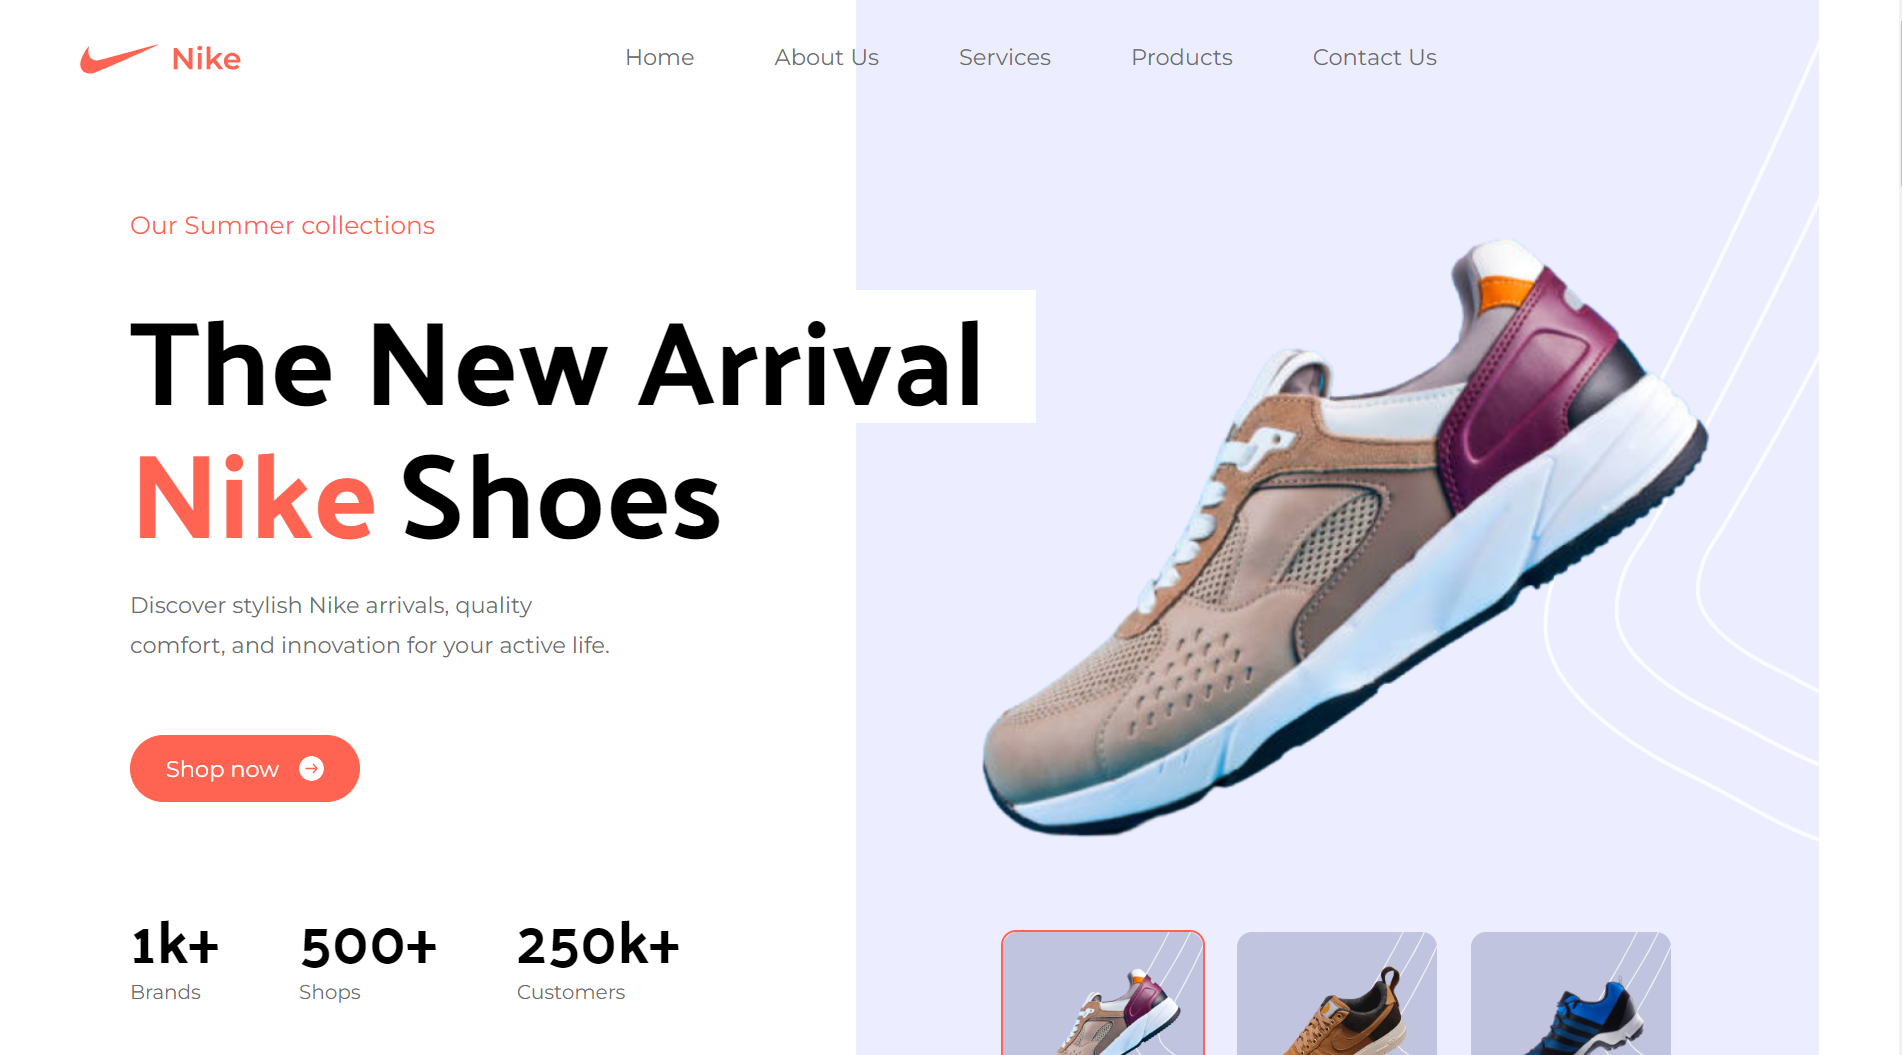 Nike
Home About Us Services Products Contact Us
Our Summer collections
The New Arrival
Nike Shoes
Discover stylish Nike arrivals, quality
comfort, and innovation for your active life.
Shop now
1k+ 500+ 250k+
Brands Shops Customers